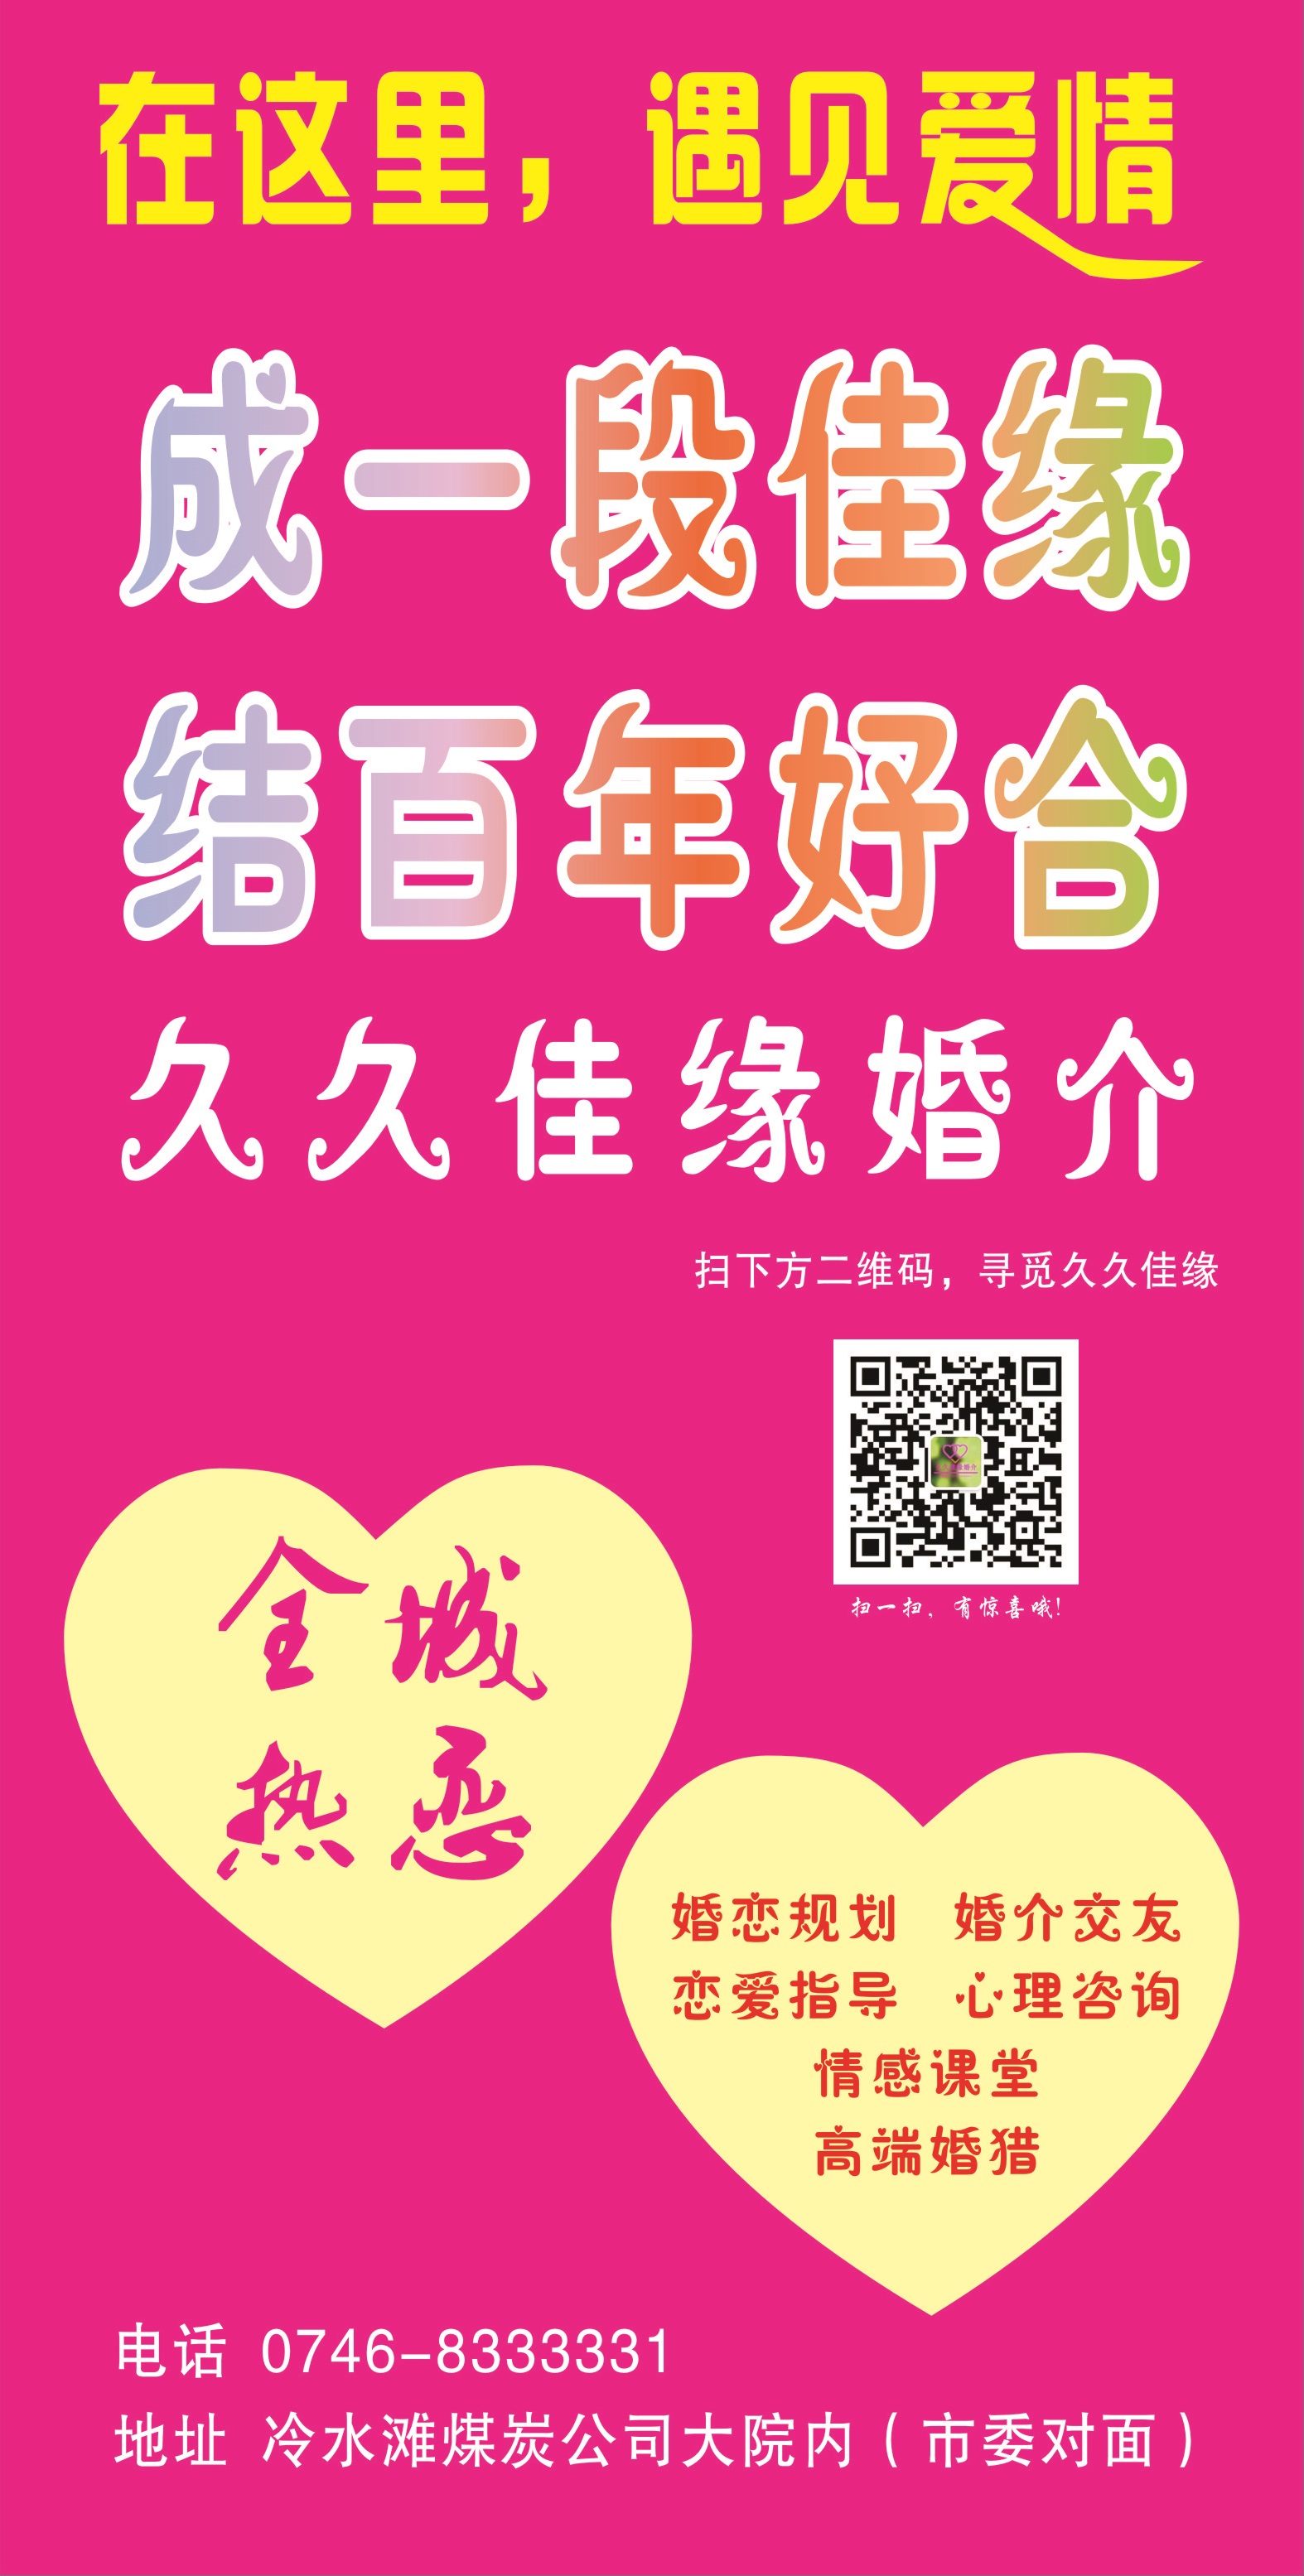 在这里，遇见爱情
成一段佳缘
结百年好合
久久佳缘婚介
扫下方二维码，寻觅久久佳缘
扫一扫，有惊喜哦!
全城
热恋
婚恋规划 婚介交友
恋爱指导 心理咨询
情感课堂
高端婚猎
电话 0746-8333331
地址 冷水滩煤炭公司大院内（市委对面）